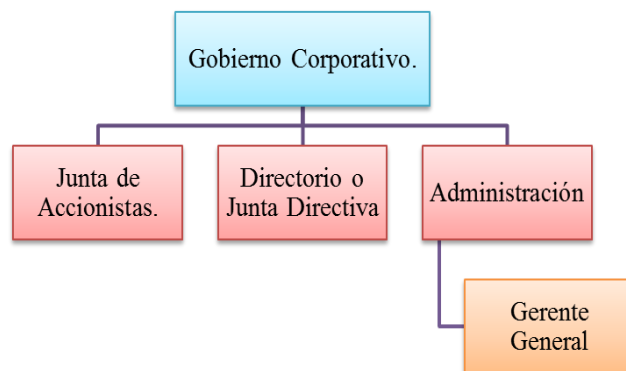 Gobierno Corporativo.
Junta de
Accionistas.
Directorio o
Junta Directiva
Administración
Gerente
General